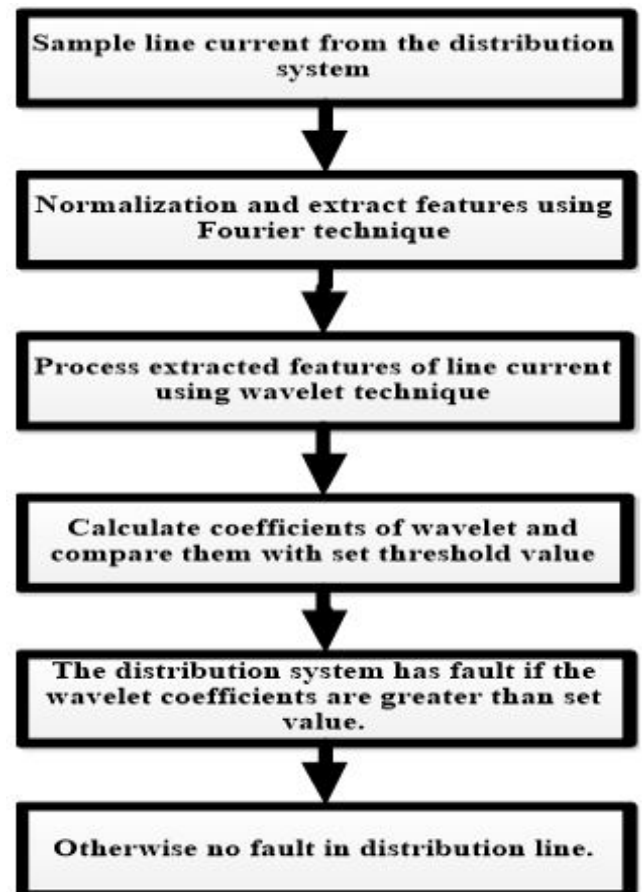 Sample line current from the distribution
system
Normalization and extract features using
Fourier technique
Process extracted features of line current
using wavelet technique
Calculate coefficients of wavelet and
compare them with set threshold value
The distribution system has fault if the
wavelet coefficients are greater than set
value.
Otherwise no fault in distribution line.